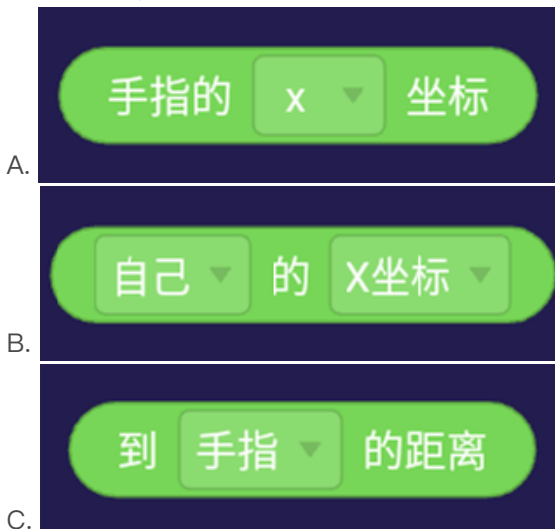 A. 手指的 x 坐标
B. 自己 的 X坐标
C. 到 手指 的距离